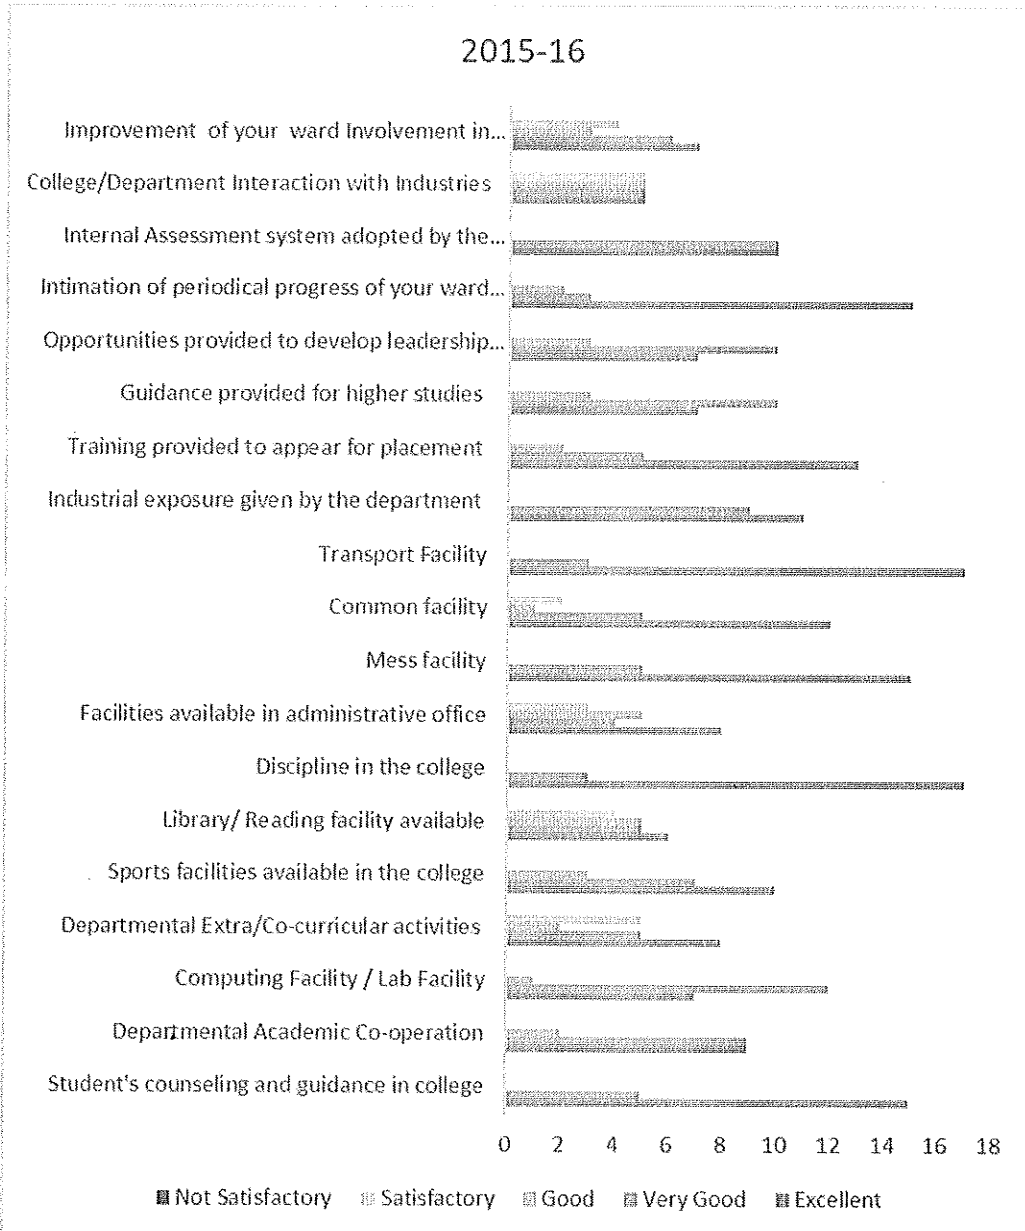 2015-16
Improvement of your ward Involvement in...
College/Department Interaction with Industries
Internal Assessment system adopted by the...
Intimation of periodical progress of your ward...
Opportunities provided to develop leadership...
Guidance provided for higher studies
Training provided to appear for placement
Industrial exposure given by the department
Transport Facility
Common facility
Mess facility
Facilities available in administrative office
Discipline in the college
Library/ Reading facility available
Sports facilities available in the college
Departmental Extra/Co-curricular activities
Computing Facility / Lab Facility
Departmental Academic Co-operation
Student's counseling and guidance in college
0 2 4 6 8 10 12 14 16 18
Not Satisfactory Satisfactory Good Very Good Excellent